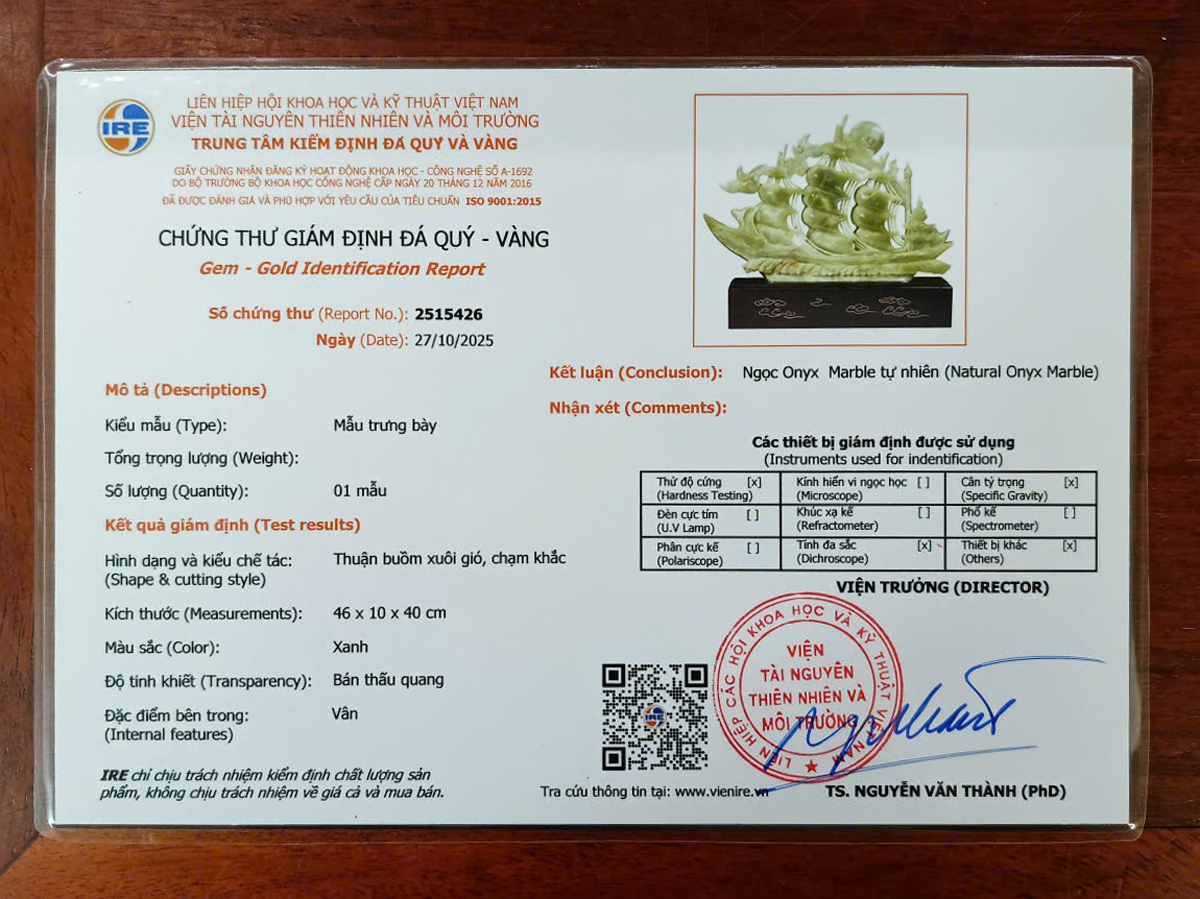 IRE
LIÊN HIỆP HỘI KHOA HỌC VÀ KỸ THUẬT VIỆT NAM
VIỆN TÀI NGUYÊN THIÊN NHIÊN VÀ MÔI TRƯỜNG
TRUNG TÂM KIỂM ĐỊNH ĐÁ QUÝ VÀ VÀNG
GIẤY CHỨNG NHẬN ĐĂNG KÝ HOẠT ĐỘNG KHOA HỌC - CÔNG NGHỆ SỐ A-1692
DO BỘ TRƯỞNG BỘ KHOA HỌC CÔNG NGHỆ CẤP NGÀY 20 THÁNG 12 NĂM 2016
ĐÃ ĐƯỢC ĐÁNH GIÁ VÀ PHÙ HỢP VỚI YÊU CẦU CỦA TIÊU CHUẨN ISO 9001:2015
CHỨNG THƯ GIÁM ĐỊNH ĐÁ QUÝ - VÀNG
Gem - Gold Identification Report
Số chứng thư (Report No.): 2515426
Ngày (Date): 27/10/2025
Mô tả (Descriptions)
Kiểu mẫu (Type): Mẫu trưng bày
Tổng trọng lượng (Weight):
Số lượng (Quantity): 01 mẫu
Kết quả giám định (Test results)
Hình dạng và kiểu chế tác: Thuận buồm xuôi gió, chạm khắc
(Shape & cutting style)
Kích thước (Measurements): 46 x 10 x 40 cm
Màu sắc (Color): Xanh
Độ tinh khiết (Transparency): Bán thấu quang
Đặc điểm bên trong: Vân
(Internal features)
IRE chỉ chịu trách nhiệm kiểm định chất lượng sản
phẩm, không chịu trách nhiệm về giá cả và mua bán.
Kết luận (Conclusion): Ngọc Onyx Marble tự nhiên (Natural Onyx Marble)
Nhận xét (Comments):
Các thiết bị giám định được sử dụng
(Instruments used for indentification)
Thử độ cứng [x] Kính hiển vi ngọc học [ ] Cân tỷ trọng [x]
(Hardness Testing) (Microscope) (Specific Gravity)
Đèn cực tím [ ] Khúc xạ kế [ ] Phổ kế [ ]
(U.V Lamp) (Refractometer) (Spectrometer)
Phân cực kế [ ] Tính đa sắc [x] Thiết bị khác [x]
(Polariscope) (Dichroscope) (Others)
VIỆN TRƯỞNG (DIRECTOR)
LIÊN HIỆP CÁC HỘI KHOA HỌC VÀ KỸ THUẬT VIỆT NAM
VIỆN
TÀI NGUYÊN
THIÊN NHIÊN VÀ
MÔI TRƯỜNG
IRE
Tra cứu thông tin tại: www.vienire.vn
TS. NGUYỄN VĂN THÀNH (PhD)